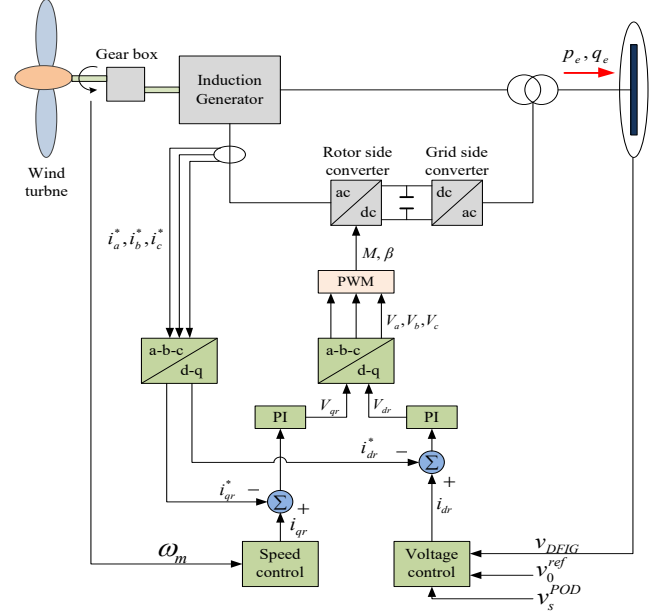 Gear box
p_e, q_e
Induction
Generator
Wind
turbne
Rotor side
converter
Grid side
converter
ac
dc
dc
ac
i_a^*, i_b^*, i_c^*
M, β
PWM
V_a, V_b, V_c
a-b-c
d-q
a-b-c
d-q
PI
V_qr
V_dr
PI
i_dr^*
−
Σ
+
i_qr^*
−
Σ
+
i_qr
i_dr
ω_m
Speed
control
Voltage
control
v_DFIG
v_0^ref
v_s^POD